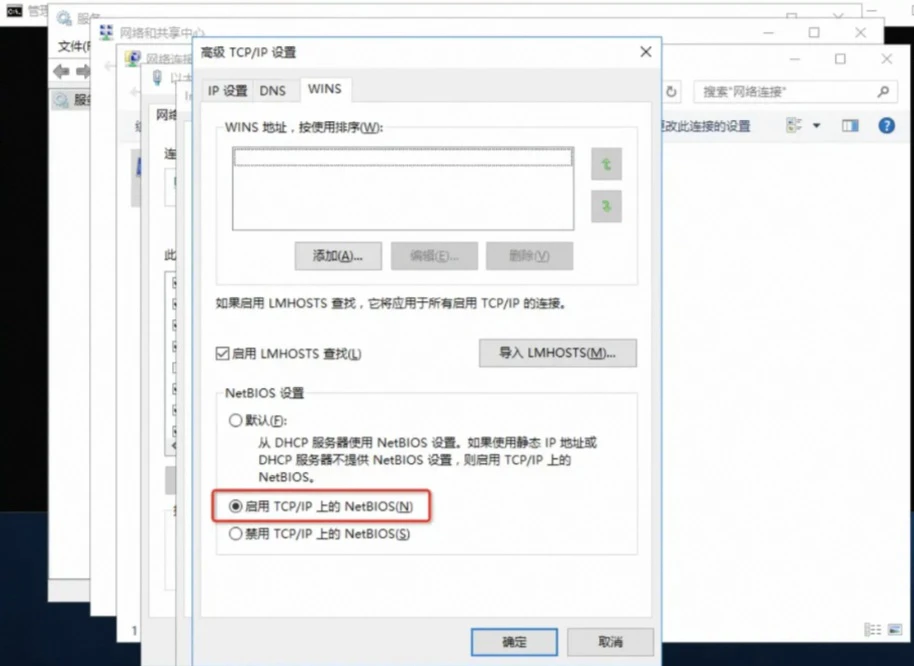 管理
服务
网络和共享中心
文件(F
网络连接
以太
高级 TCP/IP 设置
IP 设置
DNS
WINS
搜索"网络连接"
网络
更改此连接的设置
WINS 地址，按使用排序(W):
连
添加(A)...
编辑(E)...
删除(V)
此
如果启用 LMHOSTS 查找，它将应用于所有启用 TCP/IP 的连接。
启用 LMHOSTS 查找(L)
导入 LMHOSTS(M)...
NetBIOS 设置
默认(F):
从 DHCP 服务器使用 NetBIOS 设置。如果使用静态 IP 地址或
DHCP 服务器不提供 NetBIOS 设置，则启用 TCP/IP 上的
NetBIOS。
启用 TCP/IP 上的 NetBIOS(N)
禁用 TCP/IP 上的 NetBIOS(S)
1
确定
取消